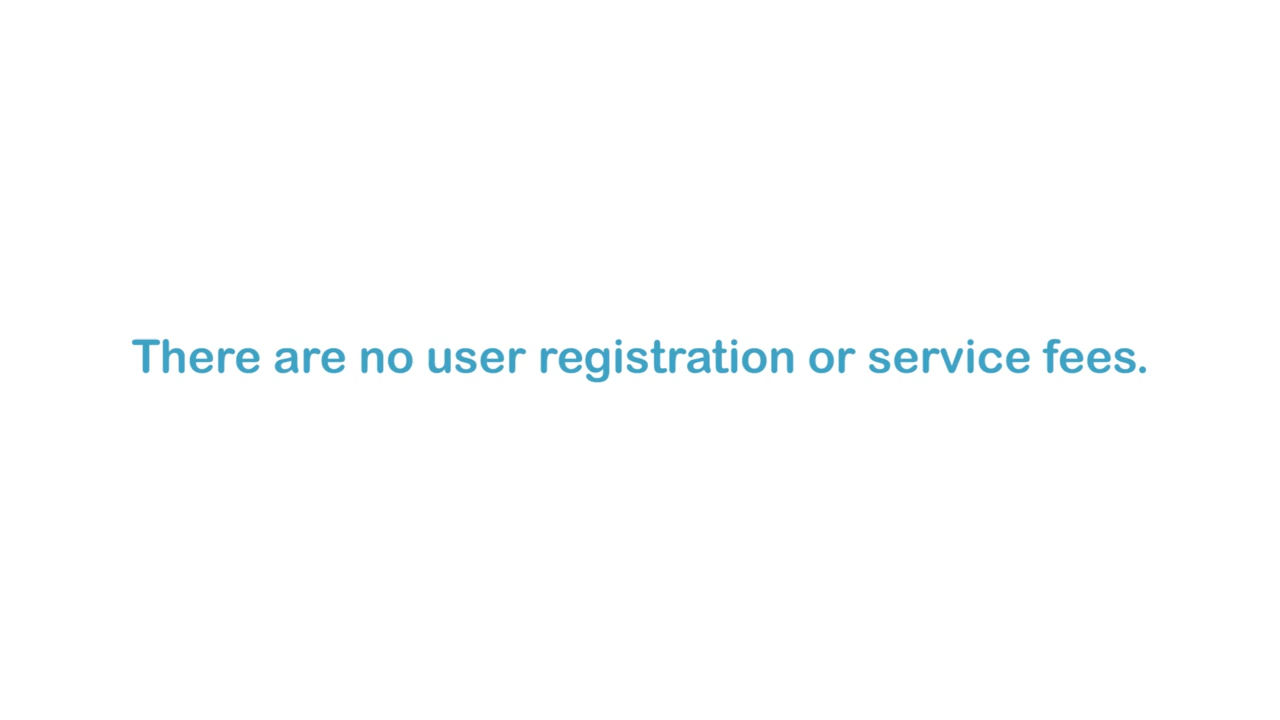 There are no user registration or service fees.